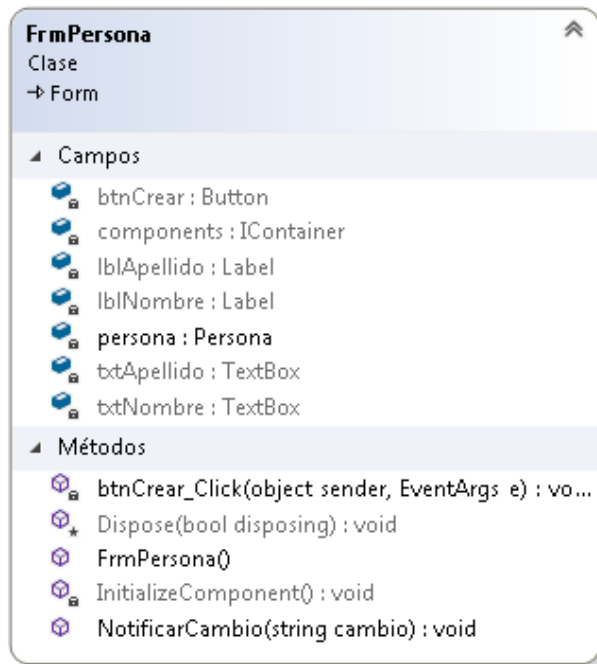 FrmPersona
Clase
Form
Campos
btnCrear : Button
components : IContainer
lblApellido : Label
lblNombre : Label
persona : Persona
txtApellido : TextBox
txtNombre : TextBox
Métodos
btnCrear_Click(object sender, EventArgs e) : vo...
Dispose(bool disposing) : void
FrmPersona()
InitializeComponent() : void
NotificarCambio(string cambio) : void